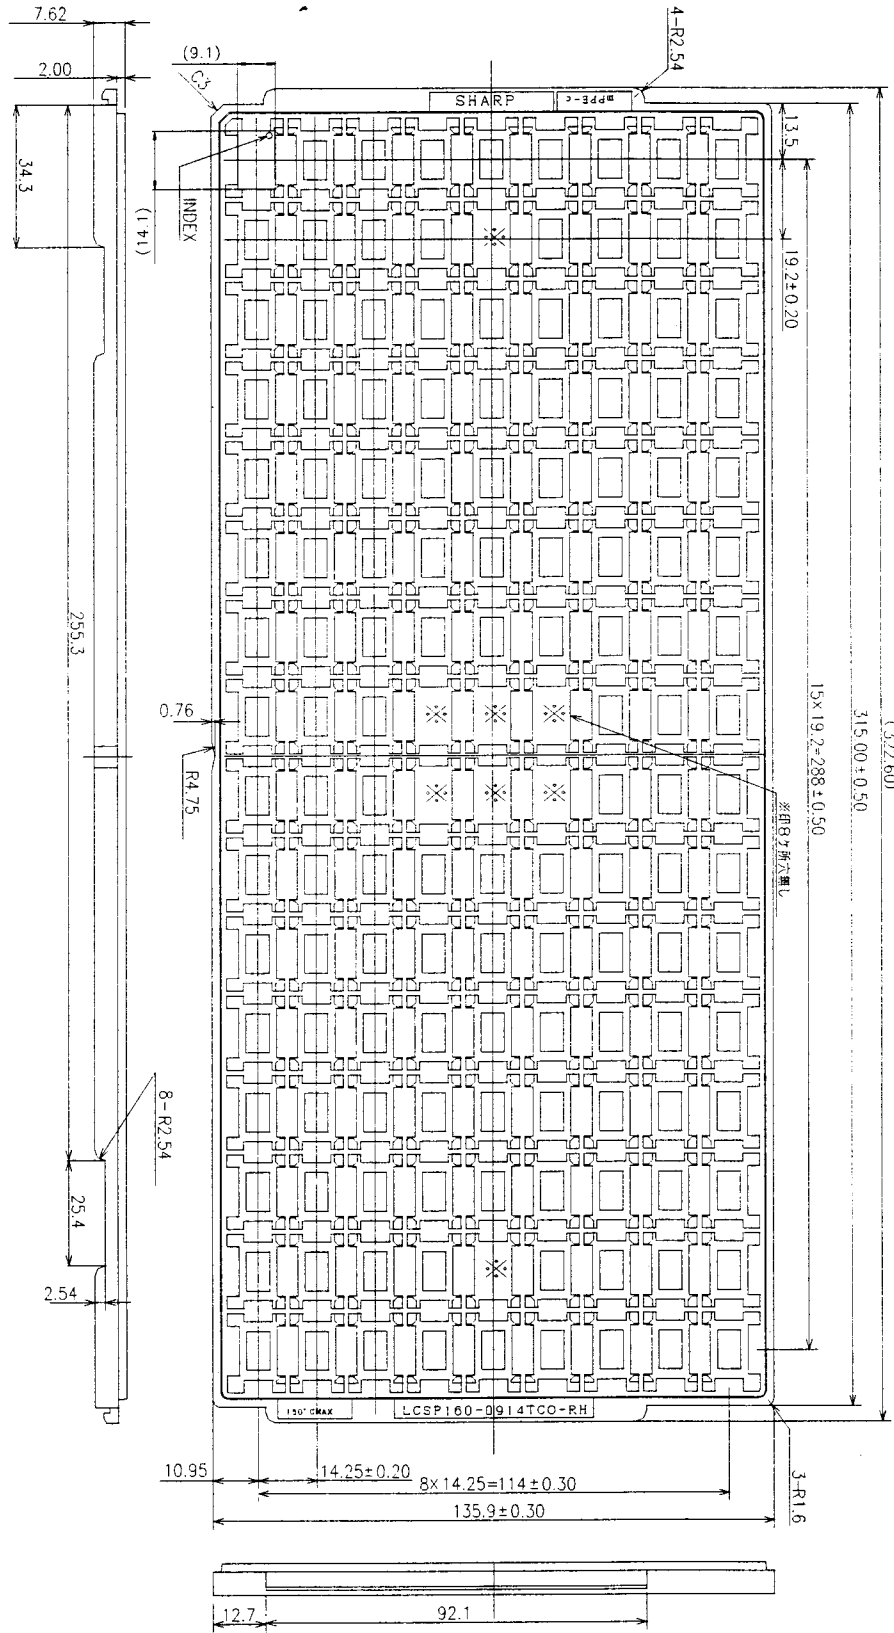 7.62
2.00
(9.1)
C3
4-R2.54
SHARP
mPPE-C
13.5
19.2±0.20
34.3
(14.1)
INDEX
15×19.2=288±0.50
315.00±0.50
(322.60)
255.3
0.76
R4.75
※印8ヶ所穴無し
※
※ ※ ※
※ ※ ※
※
8-R2.54
25.4
2.54
150°CMAX
LCSP160-0914TCO-RH
3-R1.6
10.95
14.25±0.20
8×14.25=114±0.30
135.9±0.30
12.7
92.1